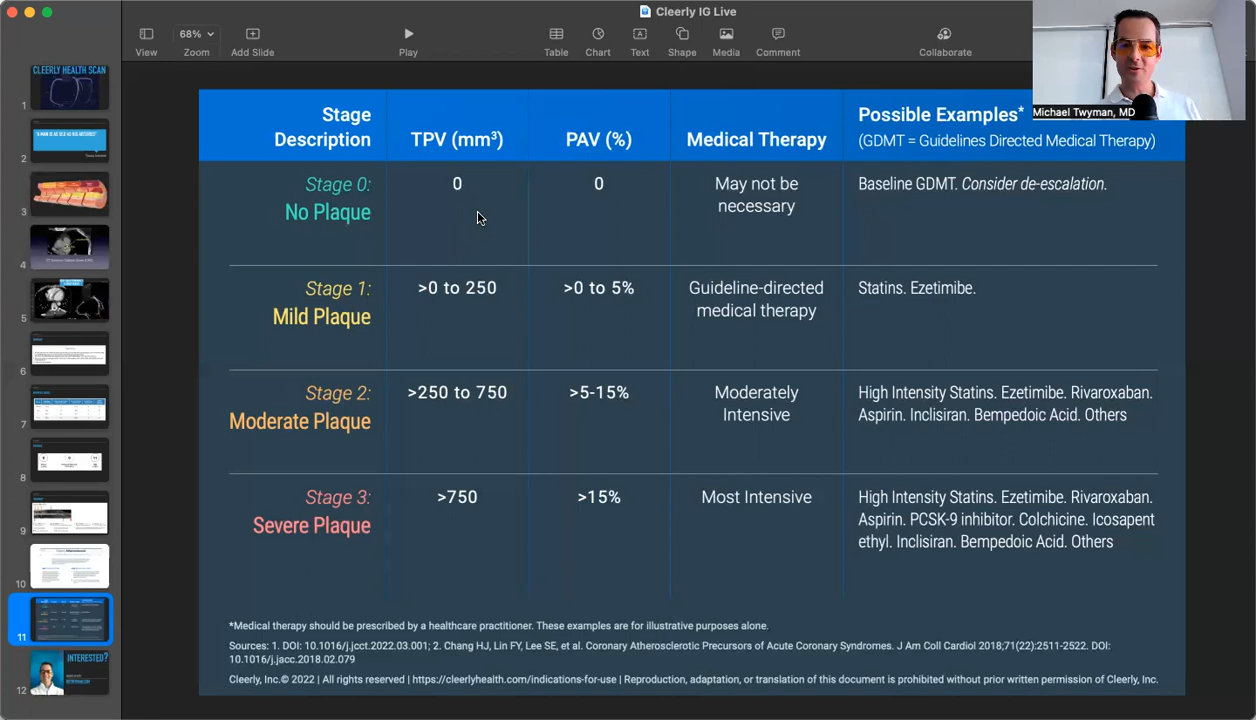 Cleerly IG Live
68%
View
Zoom
Add Slide
Play
Table
Chart
Text
Shape
Media
Comment
Collaborate
Michael Twyman, MD
CLEERLY HEALTH SCAN
1
2
3
4
5
6
7
8
9
10
11
INTERESTED?
12
Stage
Description
TPV (mm³)
PAV (%)
Medical Therapy
Possible Examples*
(GDMT = Guidelines Directed Medical Therapy)
Stage 0:
No Plaque
0
0
May not be
necessary
Baseline GDMT. Consider de-escalation.
Stage 1:
Mild Plaque
>0 to 250
>0 to 5%
Guideline-directed
medical therapy
Statins. Ezetimibe.
Stage 2:
Moderate Plaque
>250 to 750
>5-15%
Moderately
Intensive
High Intensity Statins. Ezetimibe. Rivaroxaban.
Aspirin. Inclisiran. Bempedoic Acid. Others
Stage 3:
Severe Plaque
>750
>15%
Most Intensive
High Intensity Statins. Ezetimibe. Rivaroxaban.
Aspirin. PCSK-9 inhibitor. Colchicine. Icosapent
ethyl. Inclisiran. Bempedoic Acid. Others
*Medical therapy should be prescribed by a healthcare practitioner. These examples are for illustrative purposes alone.
Sources: 1. DOI: 10.1016/j.jcct.2022.03.001; 2. Chang HJ, Lin FY, Lee SE, et al. Coronary Atherosclerotic Precursors of Acute Coronary Syndromes. J Am Coll Cardiol 2018;71(22):2511-2522. DOI:
10.1016/j.jacc.2018.02.079
Cleerly, Inc.© 2022 | All rights reserved | https://cleerlyhealth.com/indications-for-use | Reproduction, adaptation, or translation of this document is prohibited without prior written permission of Cleerly, Inc.